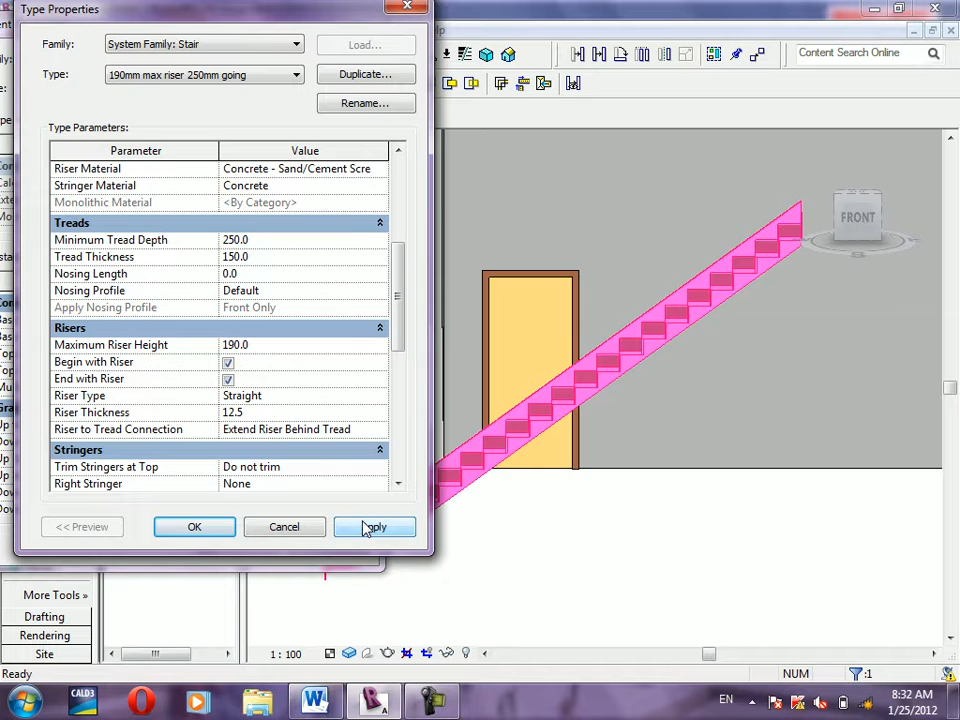 Type Properties
Family:
System Family: Stair
Load...
Type:
190mm max riser 250mm going
Duplicate...
Rename...
Type Parameters:
Parameter
Value
Riser Material
Concrete - Sand/Cement Scre
Stringer Material
Concrete
Monolithic Material
<By Category>
Treads
Minimum Tread Depth
250.0
Tread Thickness
150.0
Nosing Length
0.0
Nosing Profile
Default
Apply Nosing Profile
Front Only
Risers
Maximum Riser Height
190.0
Begin with Riser
End with Riser
Riser Type
Straight
Riser Thickness
12.5
Riser to Tread Connection
Extend Riser Behind Tread
Stringers
Trim Stringers at Top
Do not trim
Right Stringer
None
<< Preview
OK
Cancel
Content Search Online
FRONT
More Tools »
Drafting
Rendering
Site
1 : 100
Ready
NUM
:1
CALD3
EN
8:32 AM
1/25/2012